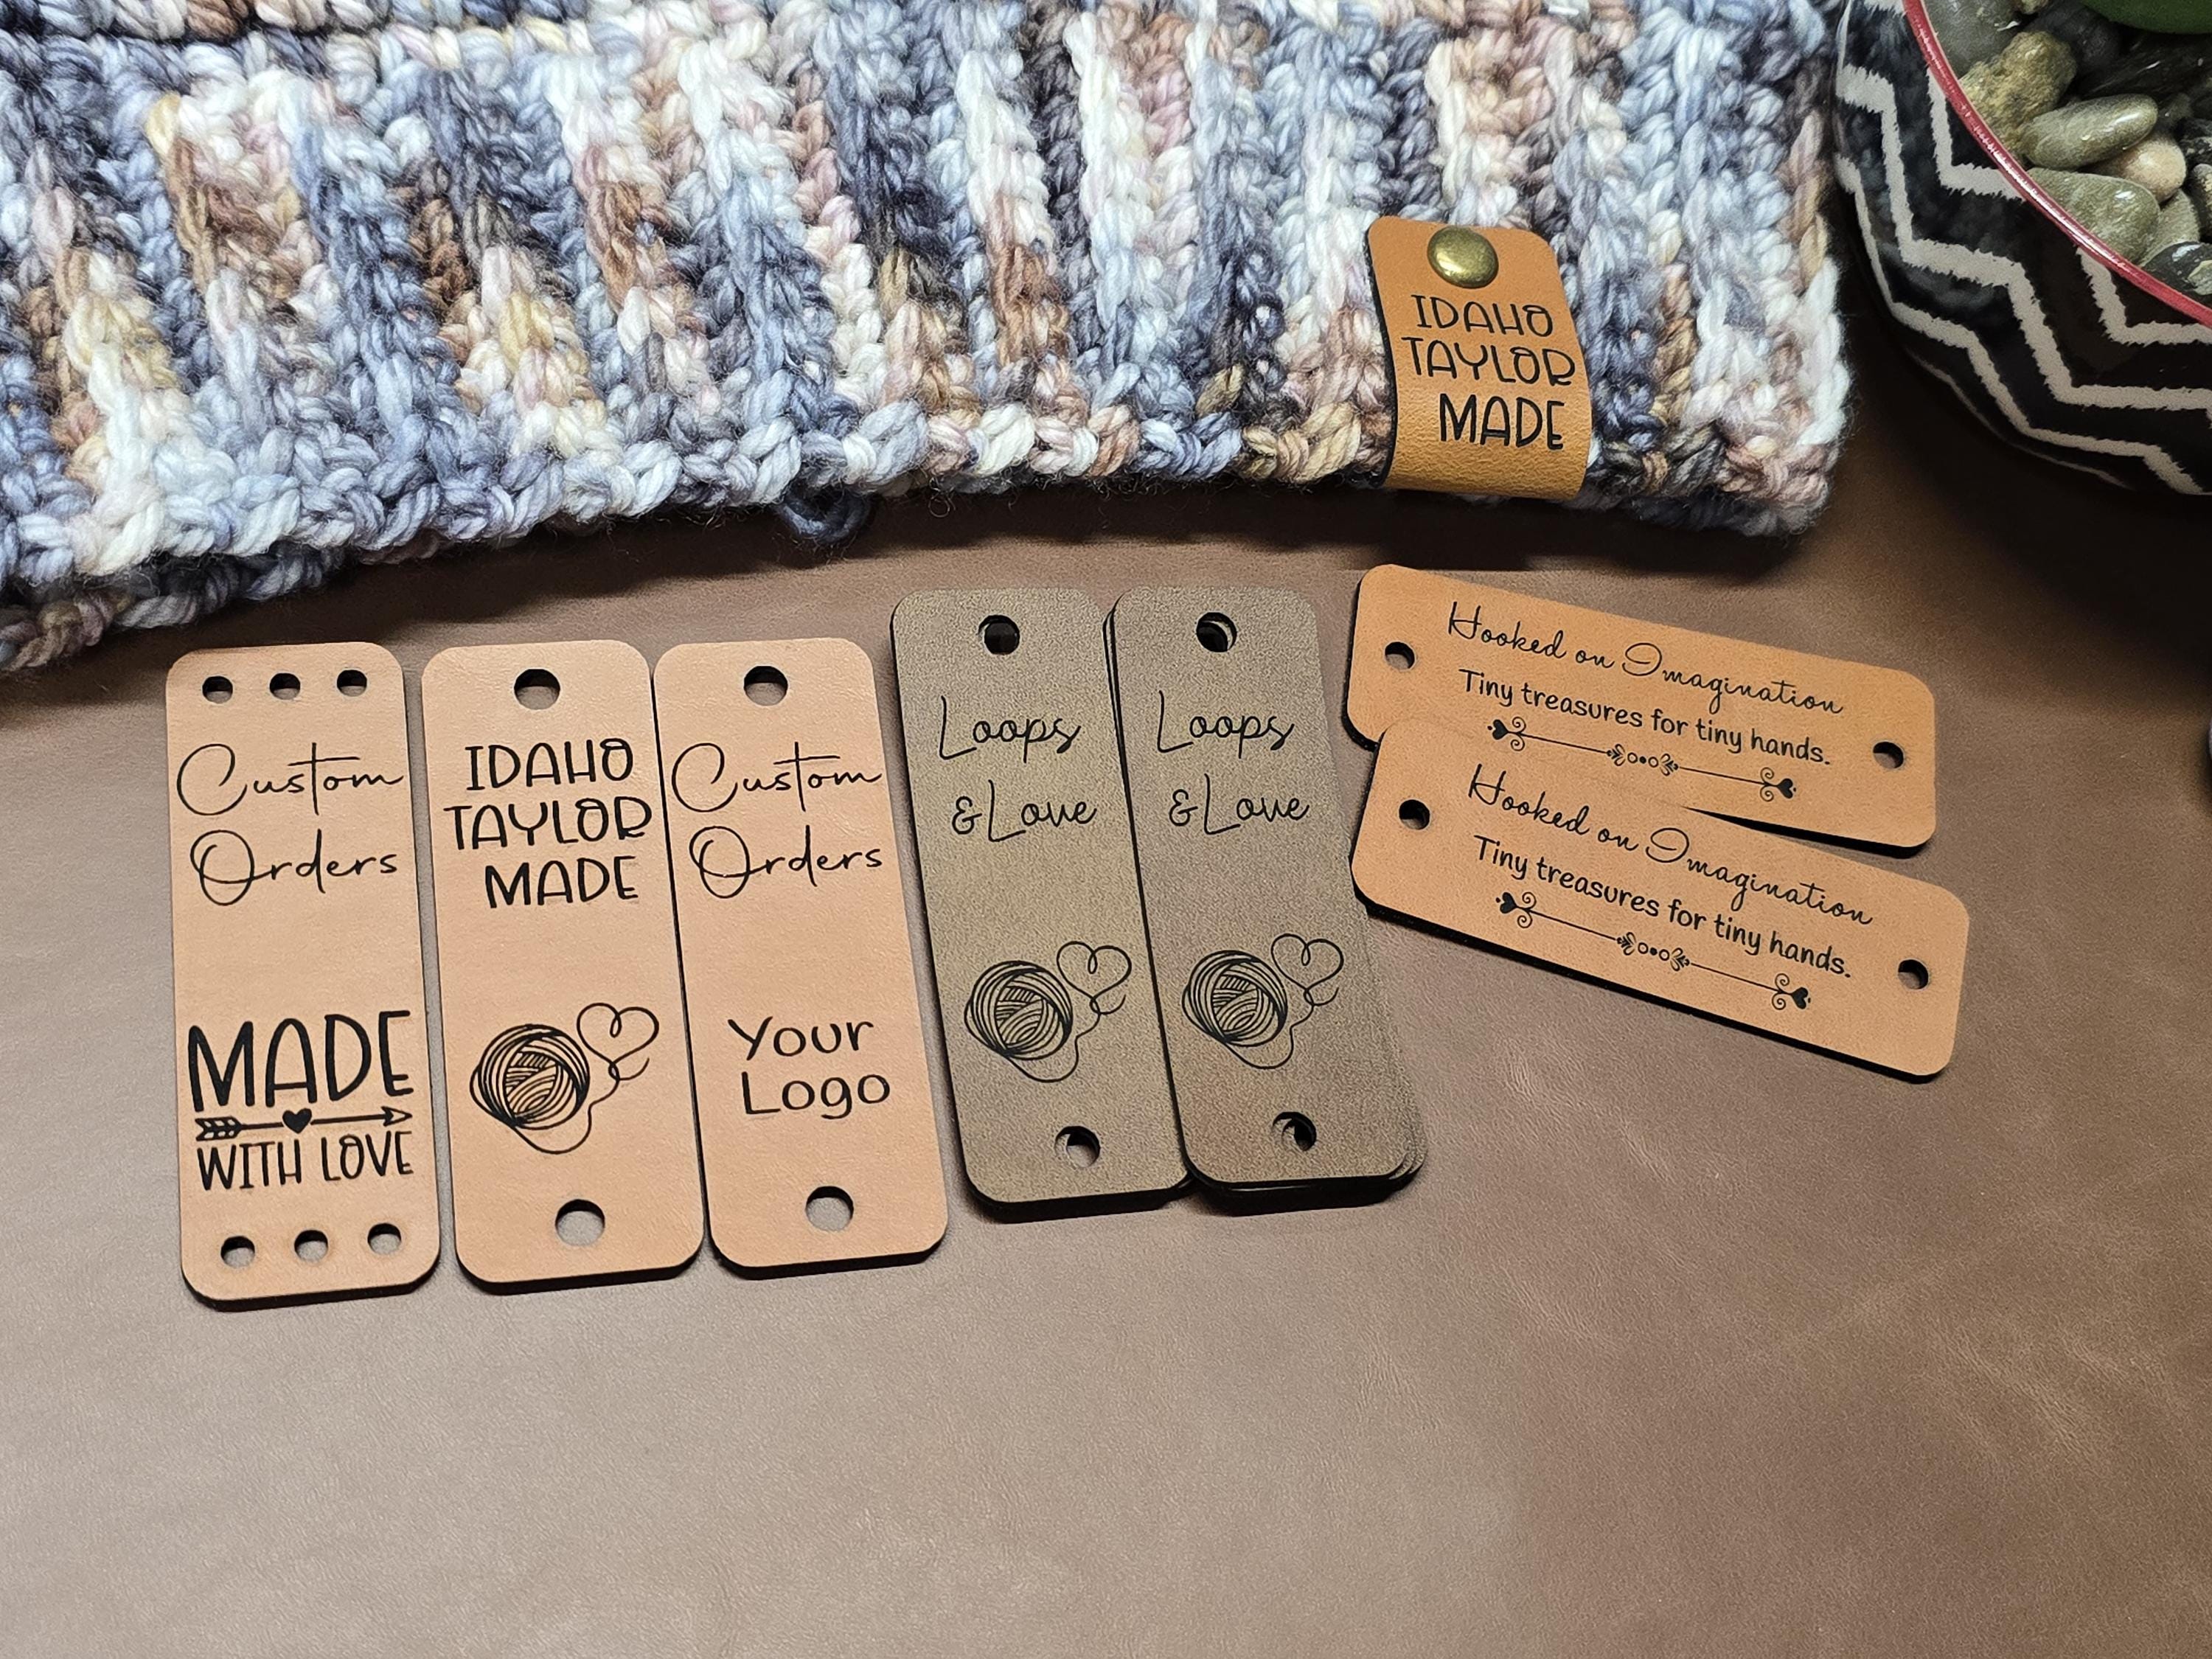 IDAHO
TAYLOR
MADE
Custom
Orders
MADE
WITH LOVE
IDAHO
TAYLOR
MADE
Custom
Orders
Your
Logo
Loops
& Love
Loops
& Love
Hooked on Imagination
Tiny treasures for tiny hands.
Hooked on Imagination
Tiny treasures for tiny hands.